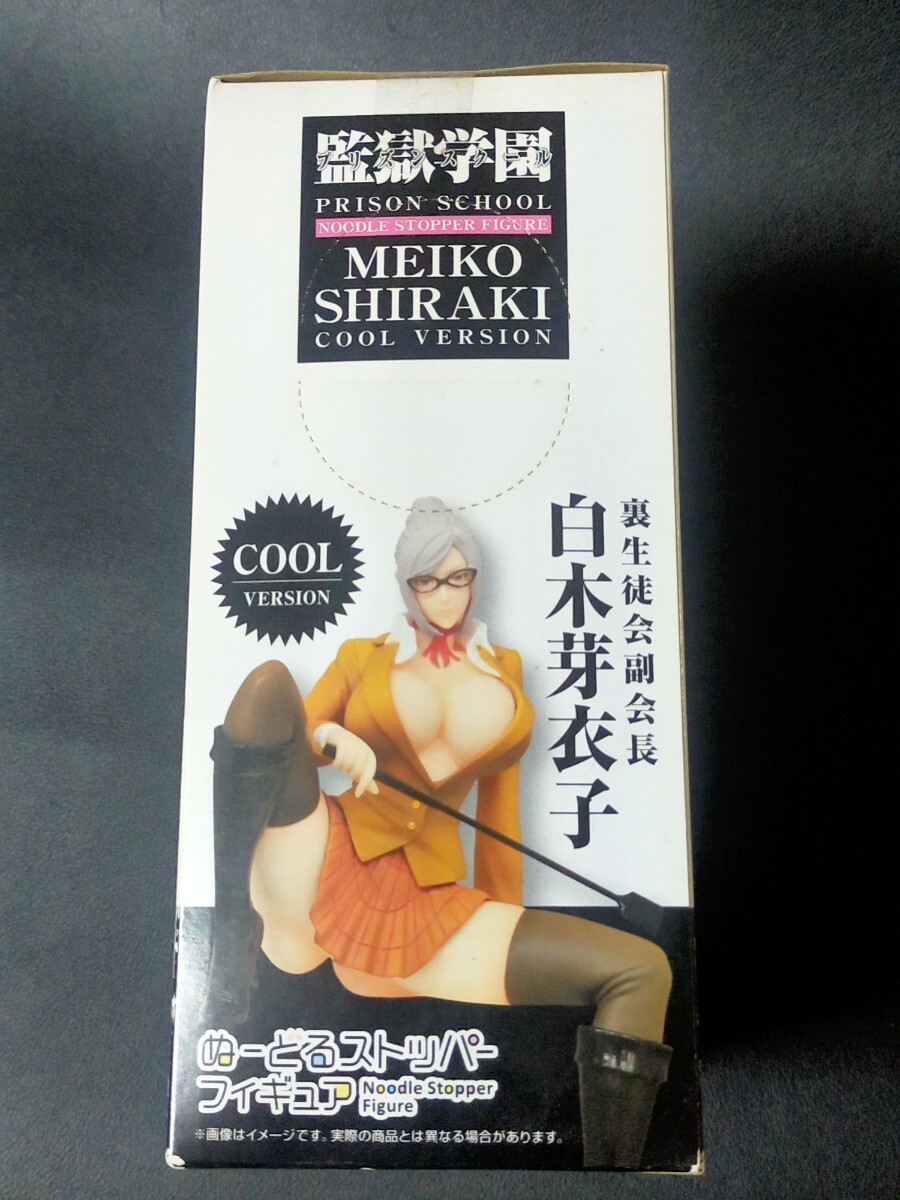 監獄学園
プリズンスクール
PRISON SCHOOL
NOODLE STOPPER FIGURE
MEIKO
SHIRAKI
COOL VERSION
COOL
VERSION
裏生徒会副会長
白木芽衣子
ぬーどるストッパー
フィギュア
Noodle Stopper
Figure
※画像はイメージです。実際の商品とは異なる場合があります。